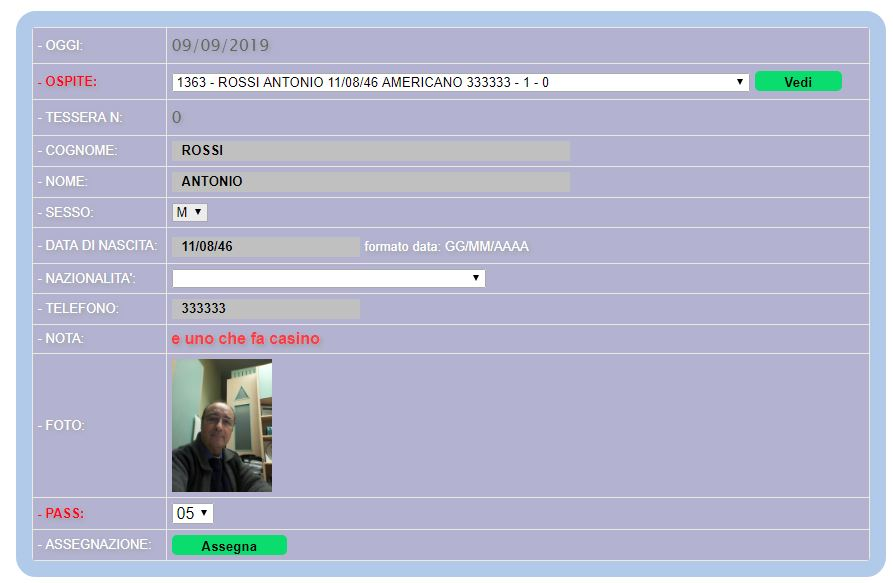 - OGGI: 09/09/2019
- OSPITE: 1363 - ROSSI ANTONIO 11/08/46 AMERICANO 333333 - 1 - 0 Vedi
- TESSERA N: 0
- COGNOME: ROSSI
- NOME: ANTONIO
- SESSO: M
- DATA DI NASCITA: 11/08/46 formato data: GG/MM/AAAA
- NAZIONALITA':
- TELEFONO: 333333
- NOTA: e uno che fa casino
- FOTO:
- PASS: 05
- ASSEGNAZIONE: Assegna